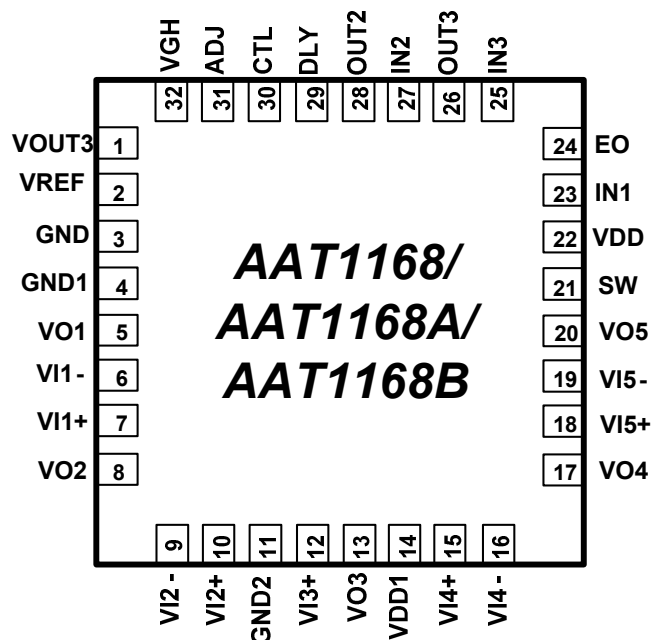 VGH ADJ CTL DLY OUT2 IN2 OUT3 IN3
32 31 30 29 28 27 26 25
VOUT3 1
VREF 2
GND 3
GND1 4
VO1 5
VI1- 6
VI1+ 7
VO2 8
AAT1168/
AAT1168A/
AAT1168B
24 EO
23 IN1
22 VDD
21 SW
20 VO5
19 VI5-
18 VI5+
17 VO4
9 10 11 12 13 14 15 16
VI2- VI2+ GND2 VI3+ VO3 VDD1 VI4+ VI4-